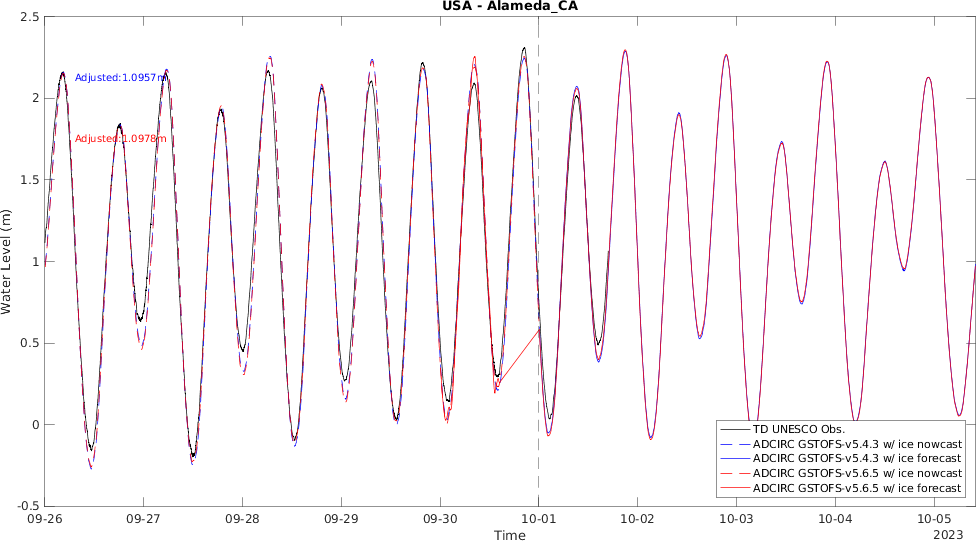 USA - Alameda_CA
2.5
2
1.5
1
0.5
0
-0.5
Water Level (m)
Adjusted:1.0957m
Adjusted:1.0978m
TD UNESCO Obs.
ADCIRC GSTOFS-v5.4.3 w/ ice nowcast
ADCIRC GSTOFS-v5.4.3 w/ ice forecast
ADCIRC GSTOFS-v5.6.5 w/ ice nowcast
ADCIRC GSTOFS-v5.6.5 w/ ice forecast
09-26 09-27 09-28 09-29 09-30 10-01 10-02 10-03 10-04 10-05
Time
2023